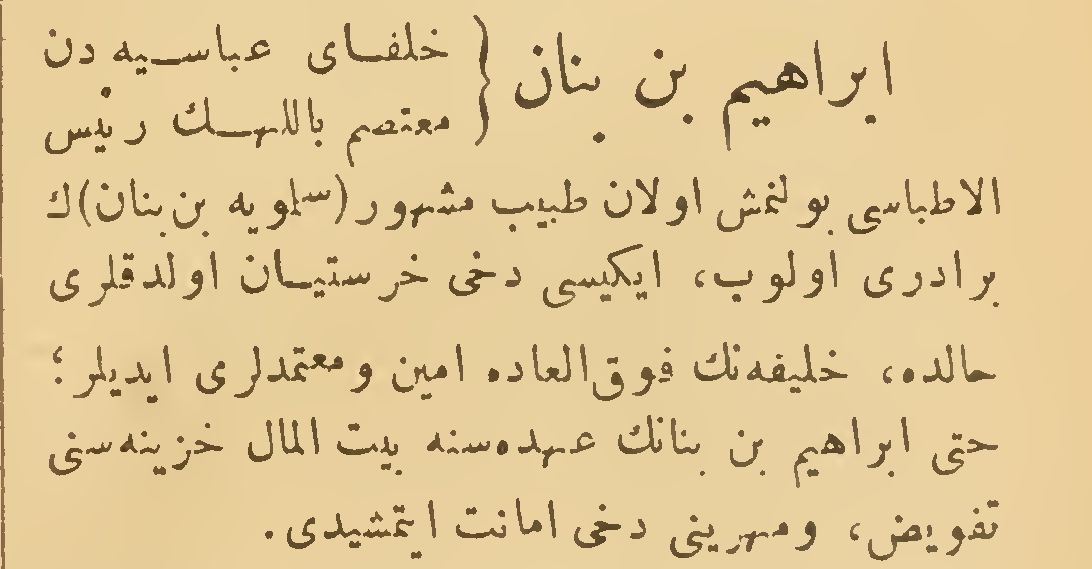 ابراهیم بن بنان { خلفای عباسیه دن
معتصم باللهك رئیس
الاطباسی بولنمش اولان طبیب مشهور (سلویه بن بنان)ك
برادری اولوب، ایكیسی دخی خرستیان اولدقلری
حالده، خلیفه‌نك فوق‌العاده امین و معتمدلری ایدیلر؛
حتی ابراهیم بن بنانك عهده‌سنه بیت المال خزینه‌سنی
تفویض، ومهرینی دخی امانت ایتمشیدی.